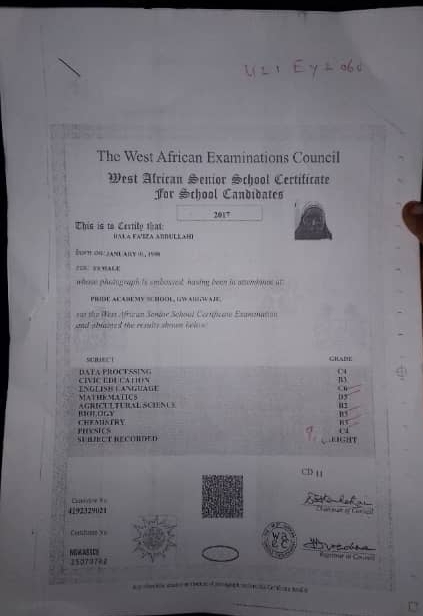 U21 EY2060
The West African Examinations Council
West African Senior School Certificate
For School Candidates
2017
This is to Certify that:
BALA FA'IZA ABDULLAHI
BORN ON: JANUARY 01,
SEX: FEMALE
whose photograph is embossed, having been in attendance at:
PRIDE ACADEMY SCHOOL, GWARGWAJE,
sat the West African Senior School Certificate Examination
and obtained the results shown below:
SUBJECT GRADE
DATA PROCESSING C4
CIVIC EDUCATION B3
ENGLISH LANGUAGE C6
MATHEMATICS
AGRICULTURAL SCIENCE B2
BIOLOGY B3
CHEMISTRY B3
PHYSICS C4
SUBJECT RECORDED EIGHT
CD 11
Candidate No
4192329021
Chairman of Council
Certificate No
Registrar of Council